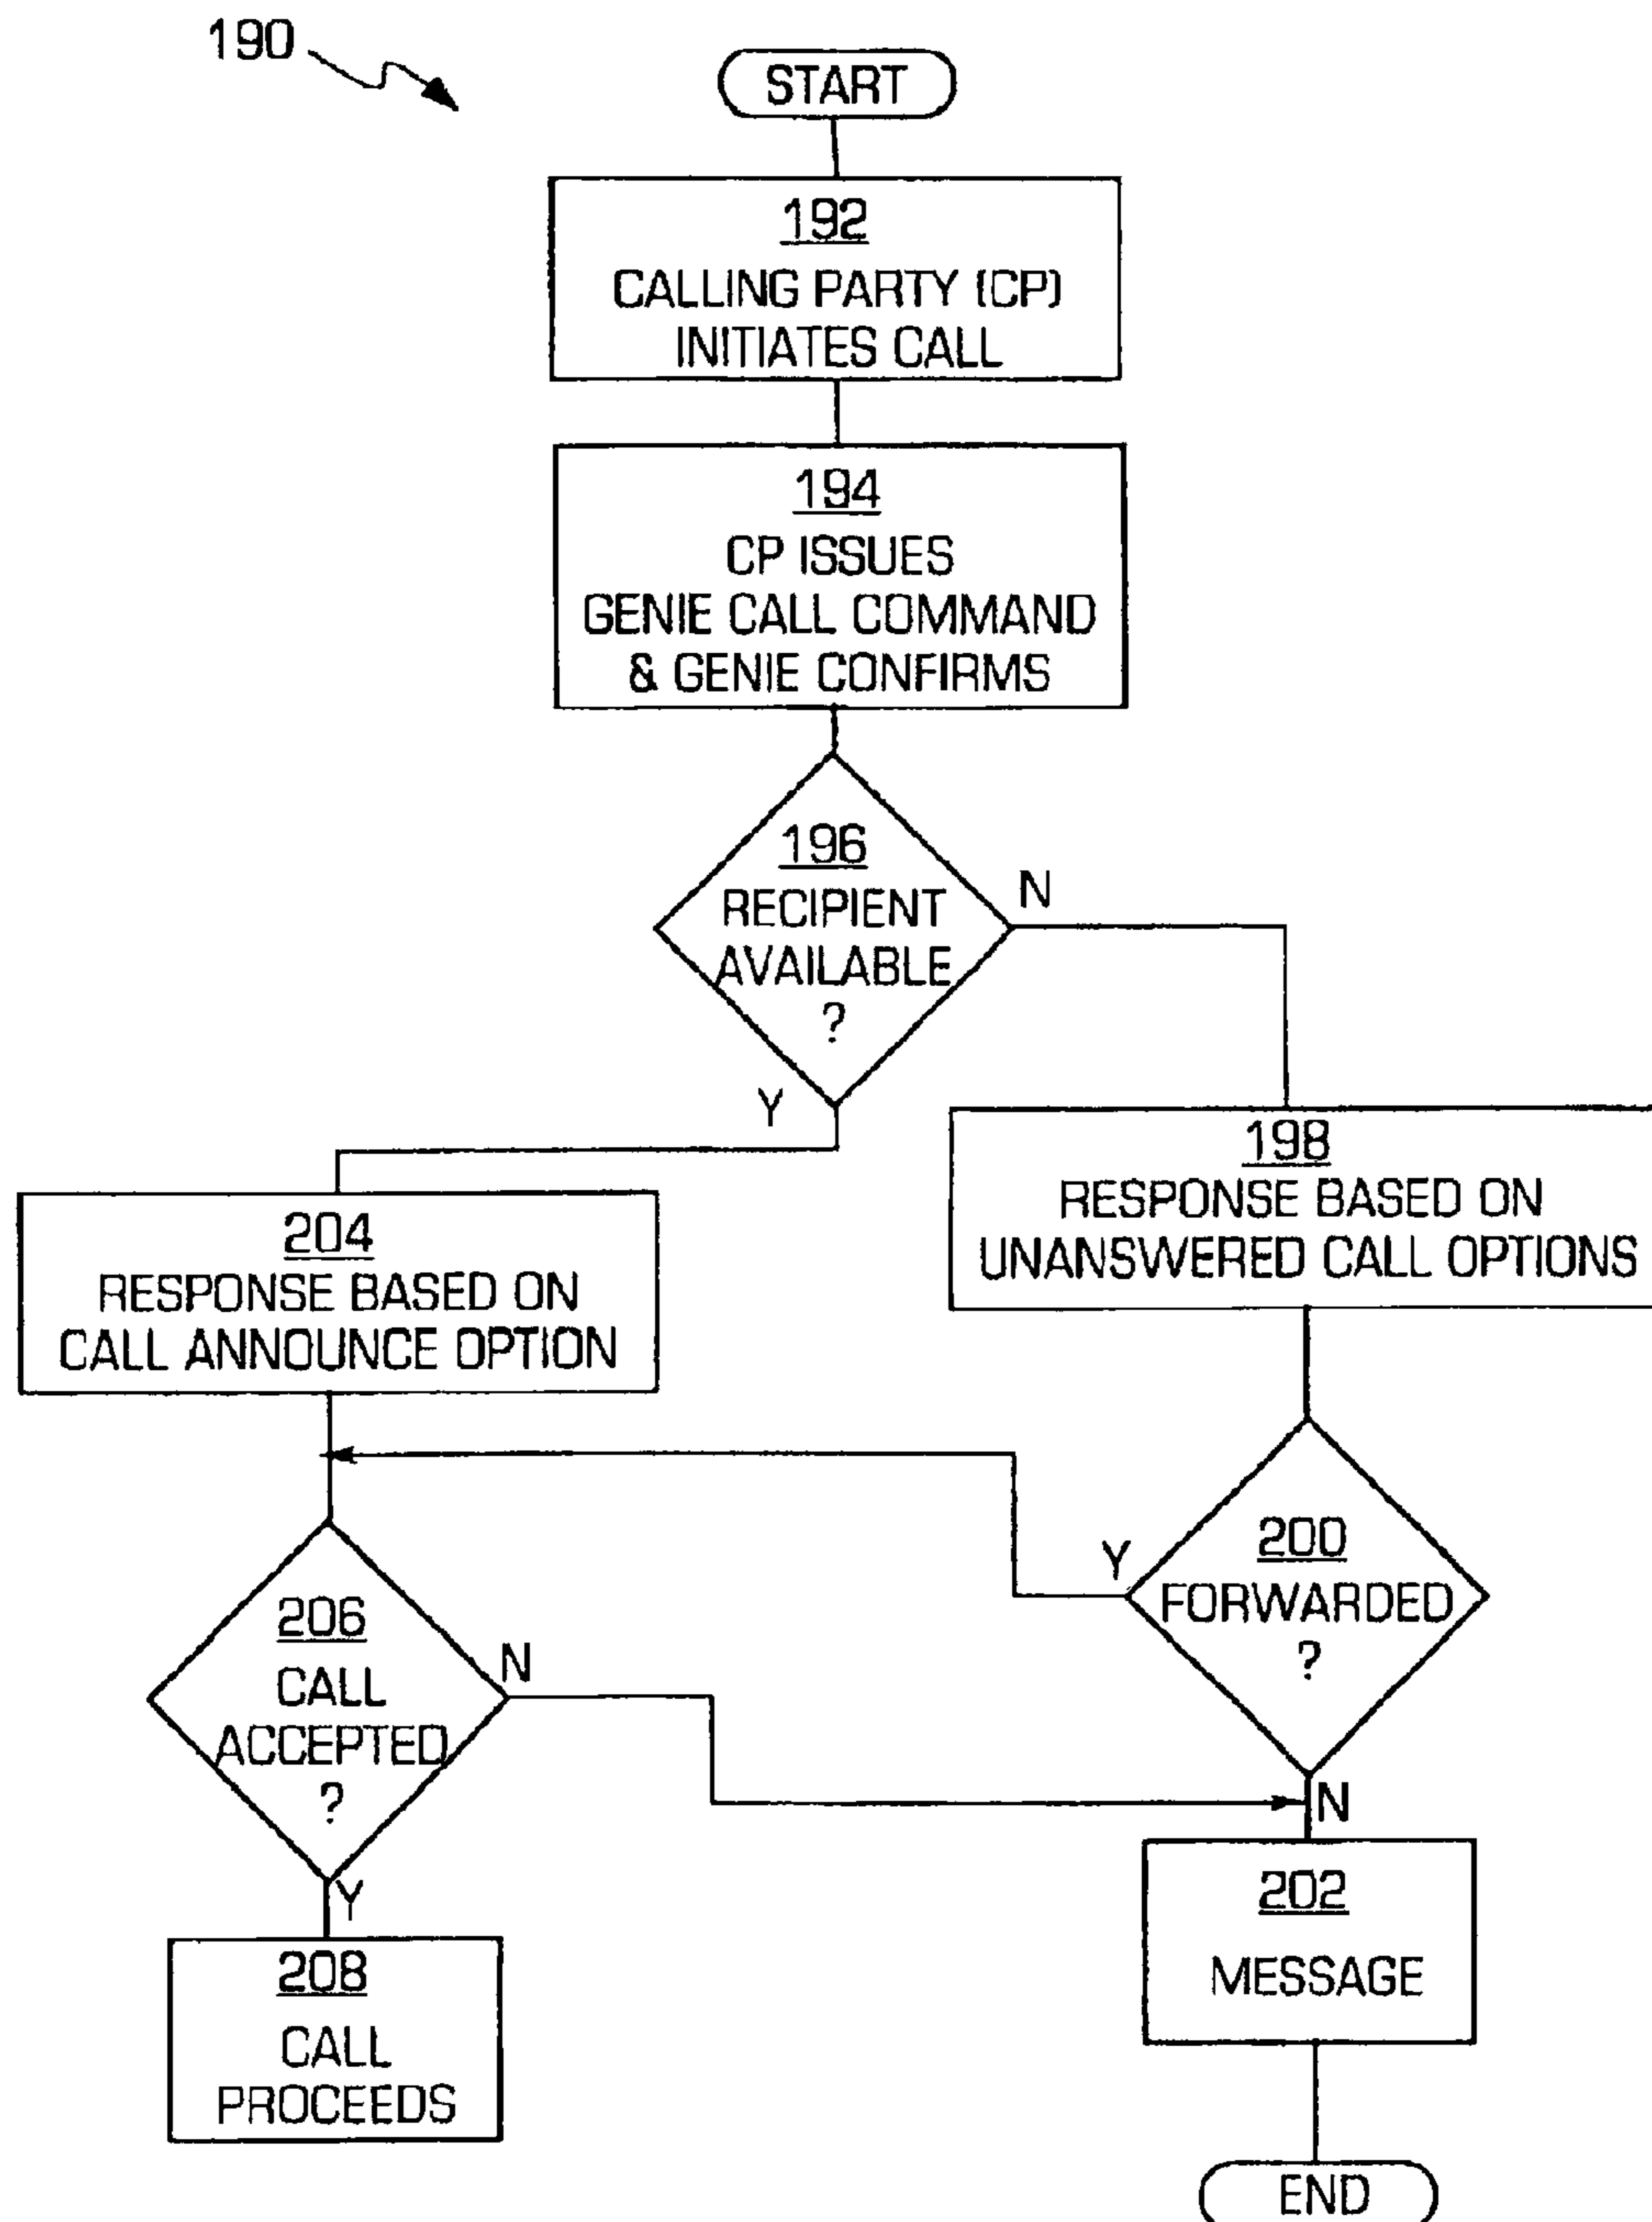 190
START
192
CALLING PARTY (CP)
INITIATES CALL
194
CP ISSUES
GENIE CALL COMMAND
& GENIE CONFIRMS
196
RECIPIENT
AVAILABLE
?
N
Y
198
RESPONSE BASED ON
UNANSWERED CALL OPTIONS
204
RESPONSE BASED ON
CALL ANNOUNCE OPTION
200
FORWARDED
?
Y
N
206
CALL
ACCEPTED
?
N
Y
202
MESSAGE
208
CALL
PROCEEDS
END